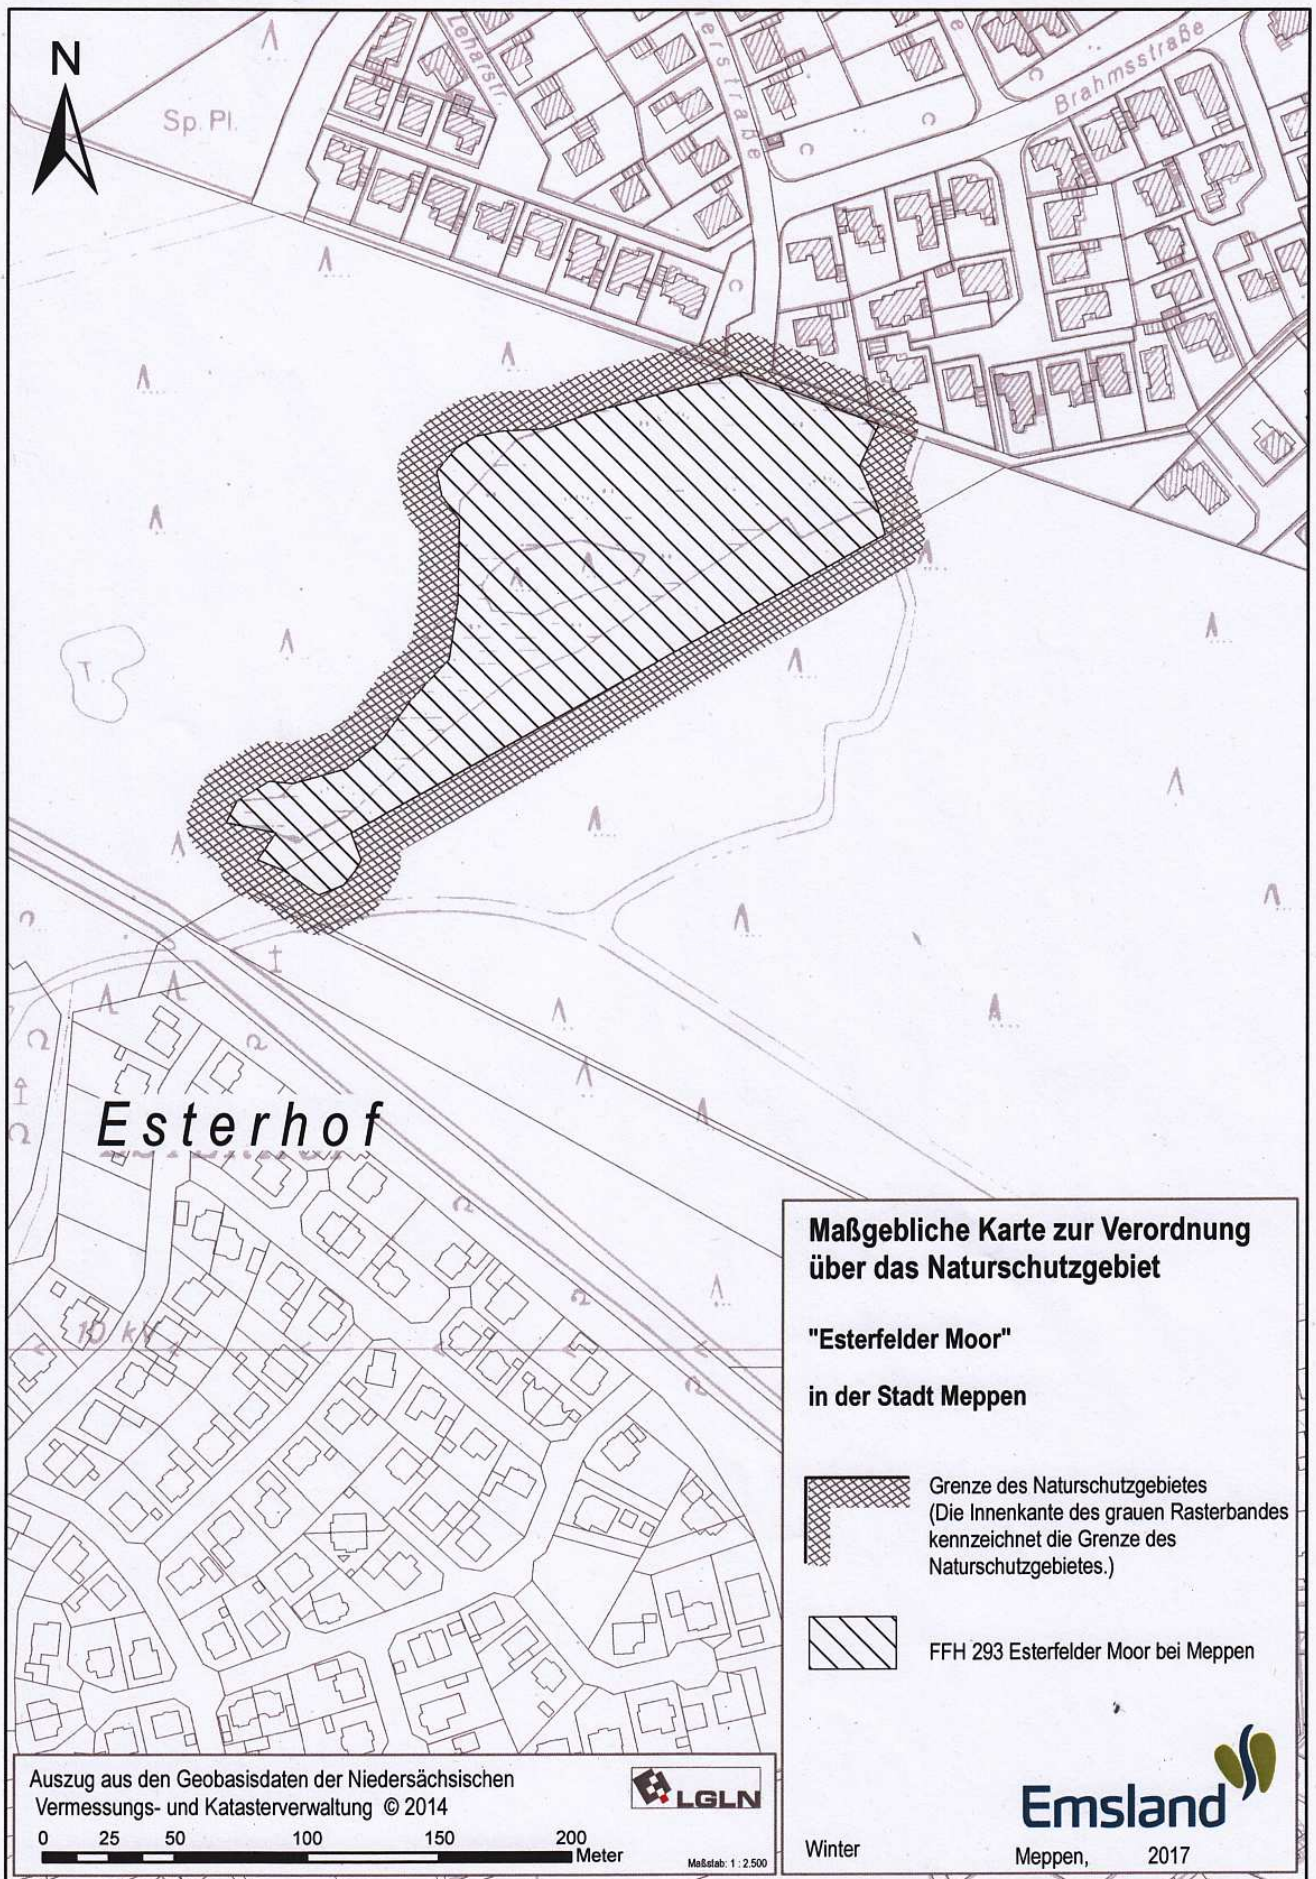 N
Sp. Pl.
Lehárstr.
Brahmsstraße
T.
Esterhof
10 kV
Maßgebliche Karte zur Verordnung
über das Naturschutzgebiet
"Esterfelder Moor"
in der Stadt Meppen
Grenze des Naturschutzgebietes
(Die Innenkante des grauen Rasterbandes
kennzeichnet die Grenze des
Naturschutzgebietes.)
FFH 293 Esterfelder Moor bei Meppen
Auszug aus den Geobasisdaten der Niedersächsischen
Vermessungs- und Katasterverwaltung © 2014
LGLN
0 25 50 100 150 200
Meter
Maßstab: 1 : 2.500
Emsland
Winter
Meppen, 2017